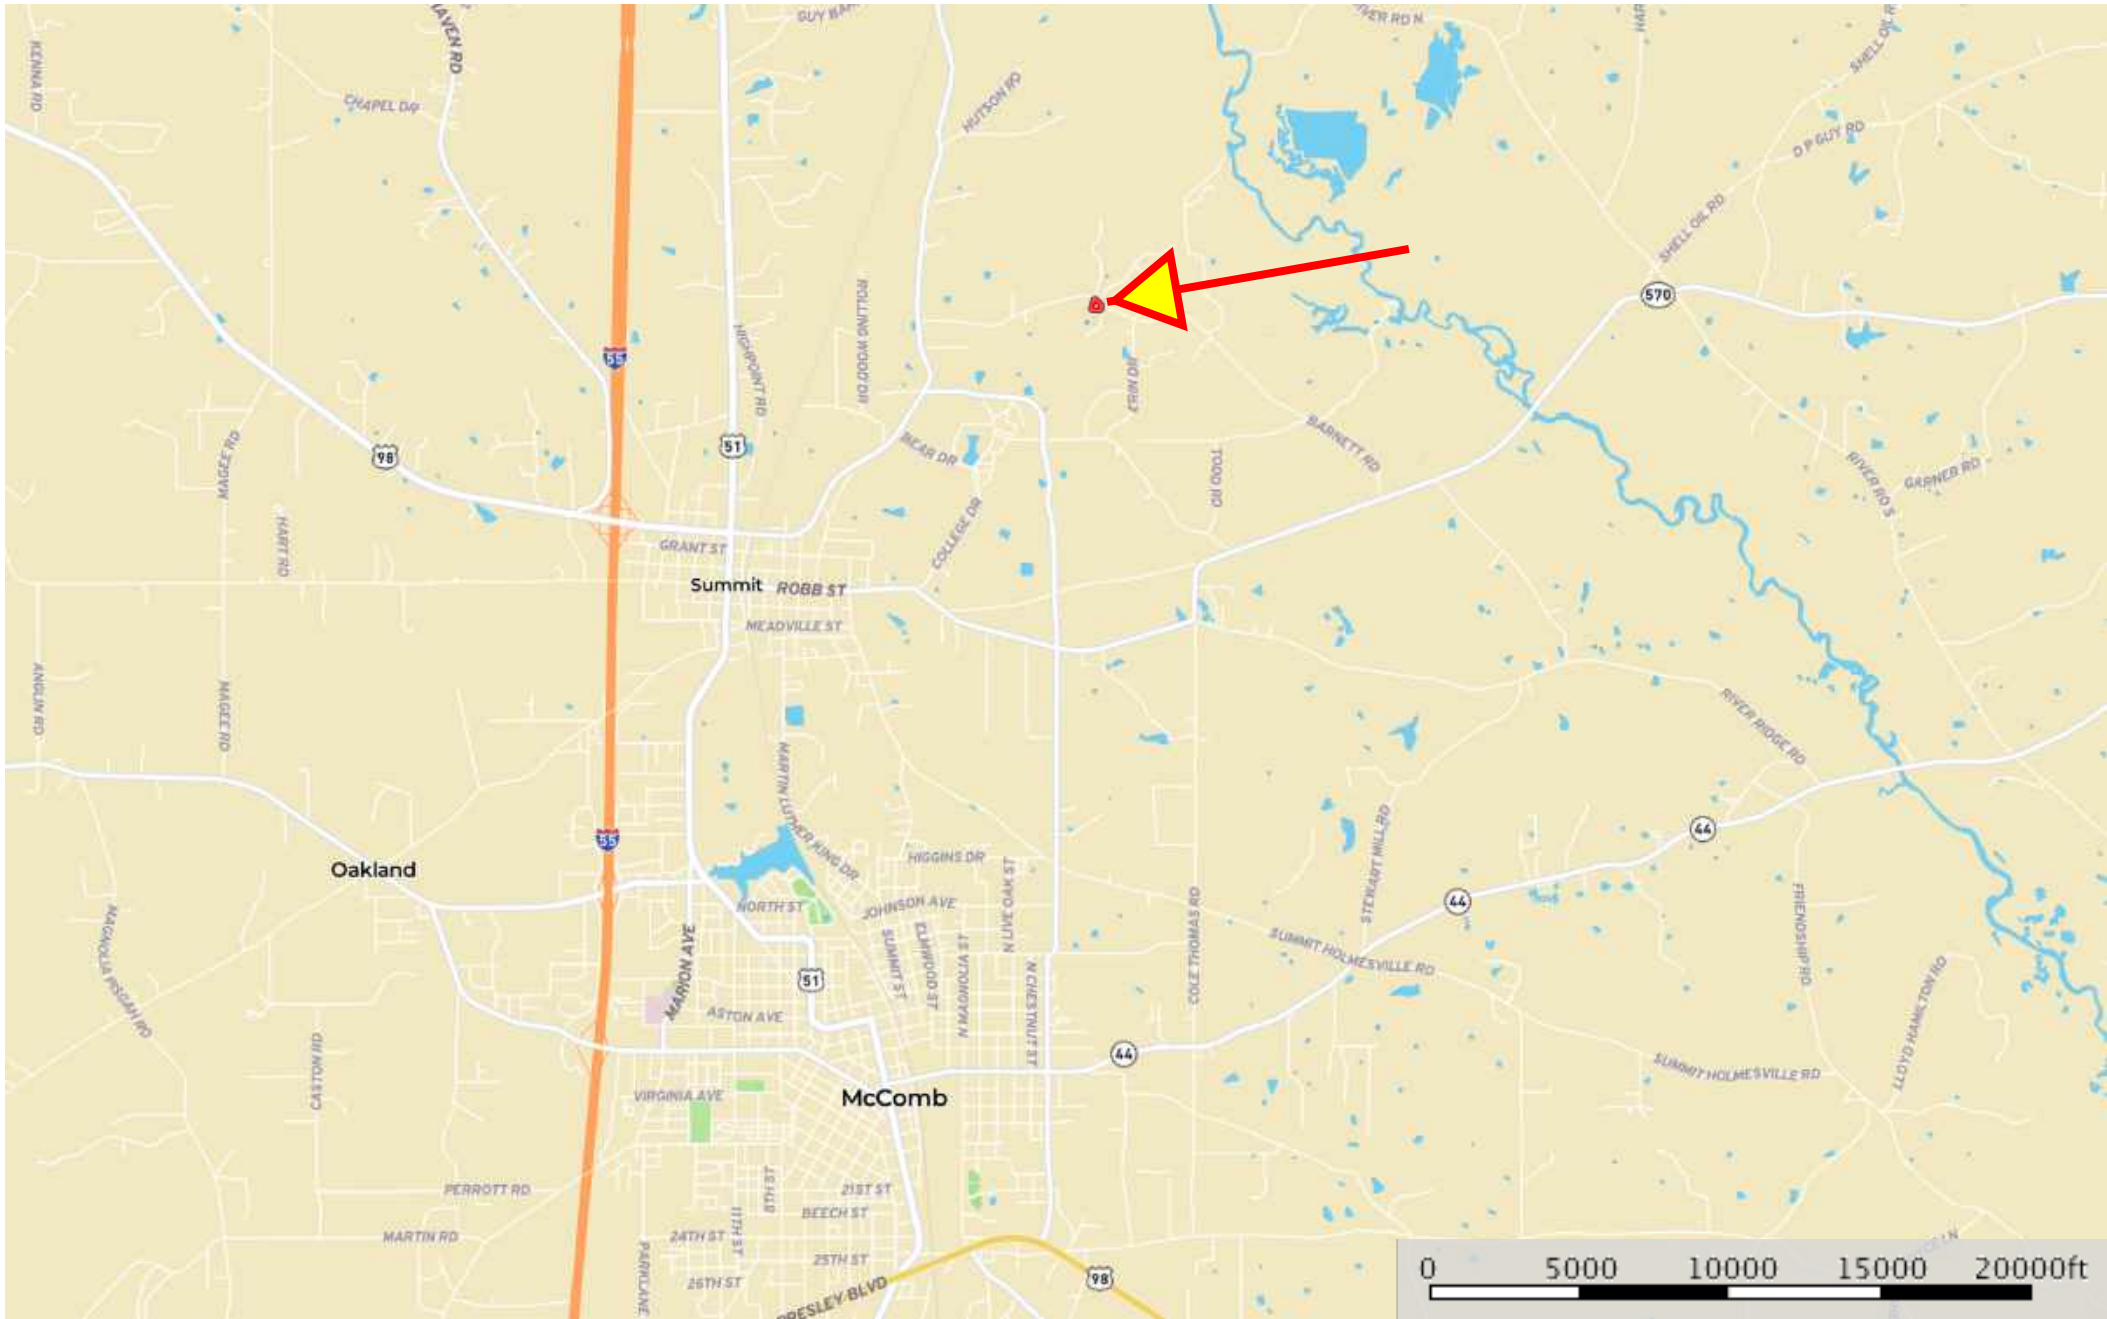 KENNA RD
HAVEN RD
CHAPEL DR
HUTSON RD
SHELL OIL RD
D P GUY RD
SHELL OIL RD
570
ROLLING WOOD DR
HIGHPOINT RD
55
ERIN DR
BARNETT RD
98
MAGEE RD
51
BEAR DR
TODD RD
RIVER RD S
GARNER RD
HART RD
COLLEGE DR
GRANT ST
Summit
ROBB ST
MEADVILLE ST
ANGLIN RD
MAGEE RD
RIVER RIDGE RD
MARTIN LUTHER KING DR
55
44
Oakland
HIGGINS DR
N LIVE OAK ST
STEWART MILL RD
NORTH ST
JOHNSON AVE
44
MAGNOLIA PISGAH RD
MARION AVE
SUMMIT ST
ELMWOOD ST
N MAGNOLIA ST
COLE THOMAS RD
SUMMIT HOLMESVILLE RD
FRIENDSHIP RD
51
ASTON AVE
N CHESTNUT ST
LLOYD HAMILTON RD
CASTON RD
44
SUMMIT HOLMESVILLE RD
VIRGINIA AVE
McComb
PERROTT RD
8TH ST
21ST ST
BEECH ST
MARTIN RD
24TH ST
11TH ST
PARKLANE
25TH ST
26TH ST
PRESLEY BLVD
98
0 5000 10000 15000 20000ft